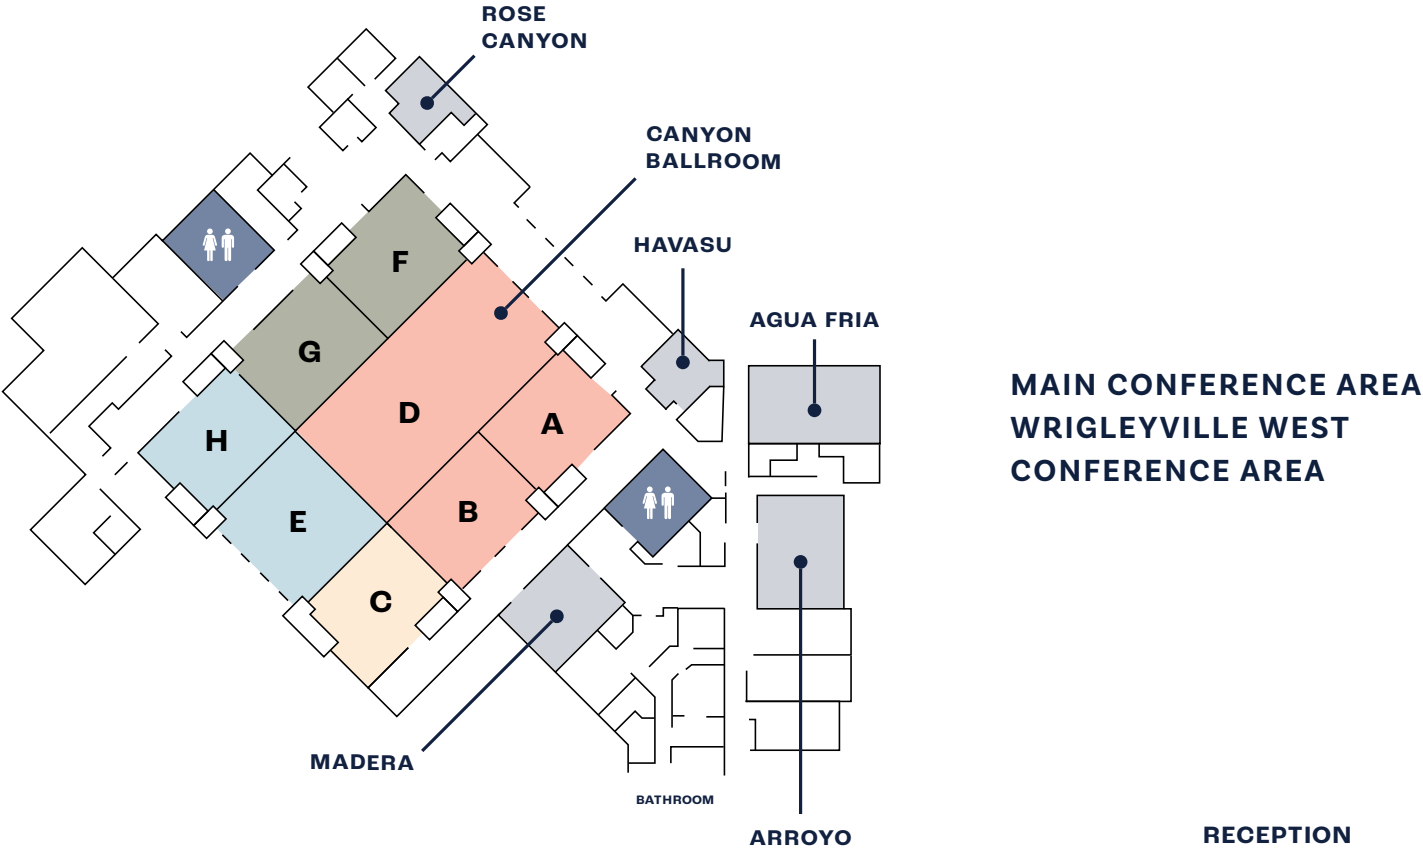 ROSE
CANYON
CANYON
BALLROOM
HAVASU
AGUA FRIA
F
G
D
A
H
E
B
C
MAIN CONFERENCE AREA
WRIGLEYVILLE WEST
CONFERENCE AREA
MADERA
BATHROOM
ARROYO
RECEPTION